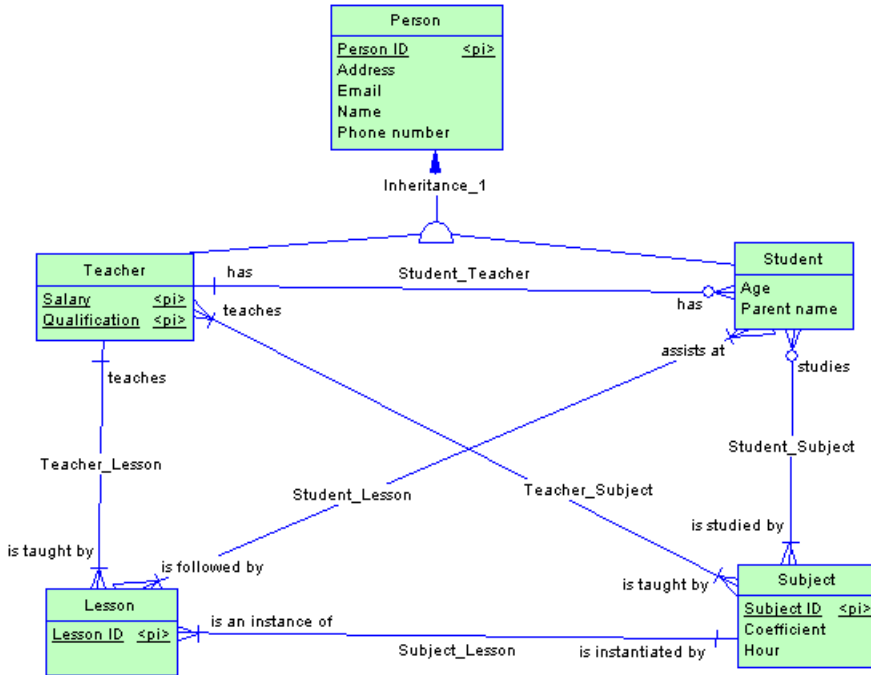 Person
Person ID <pi>
Address
Email
Name
Phone number
Inheritance_1
Teacher
Salary <pi>
Qualification <pi>
has
Student_Teacher
has
teaches
Student
Age
Parent name
assists at
studies
teaches
Student_Subject
Teacher_Lesson
Teacher_Subject
Student_Lesson
is studied by
is taught by
is followed by
is taught by
Lesson
Lesson ID <pi>
is an instance of
Subject_Lesson
is instantiated by
Subject
Subject ID <pi>
Coefficient
Hour